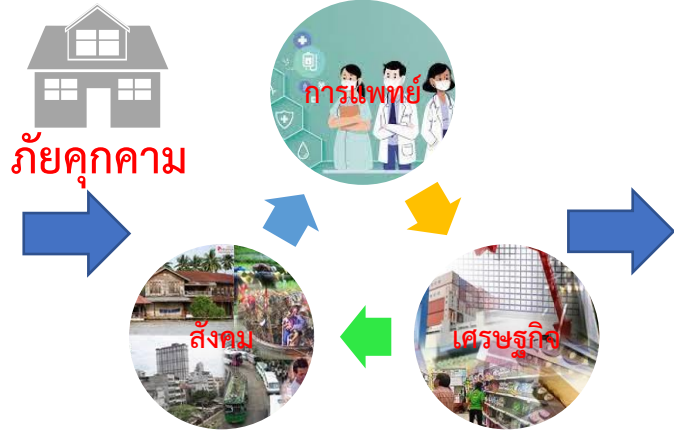 การแพทย์
ภัยคุกคาม
สังคม
เศรษฐกิจ